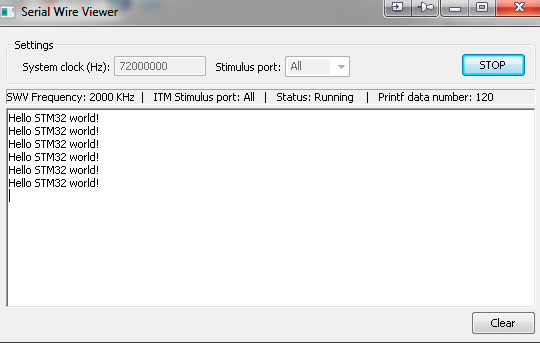 Serial Wire Viewer
Settings
System clock (Hz): 72000000 Stimulus port: All STOP
SWV Frequency: 2000 KHz | ITM Stimulus port: All | Status: Running | Printf data number: 120
Hello STM32 world!
Hello STM32 world!
Hello STM32 world!
Hello STM32 world!
Hello STM32 world!
Hello STM32 world!
Clear